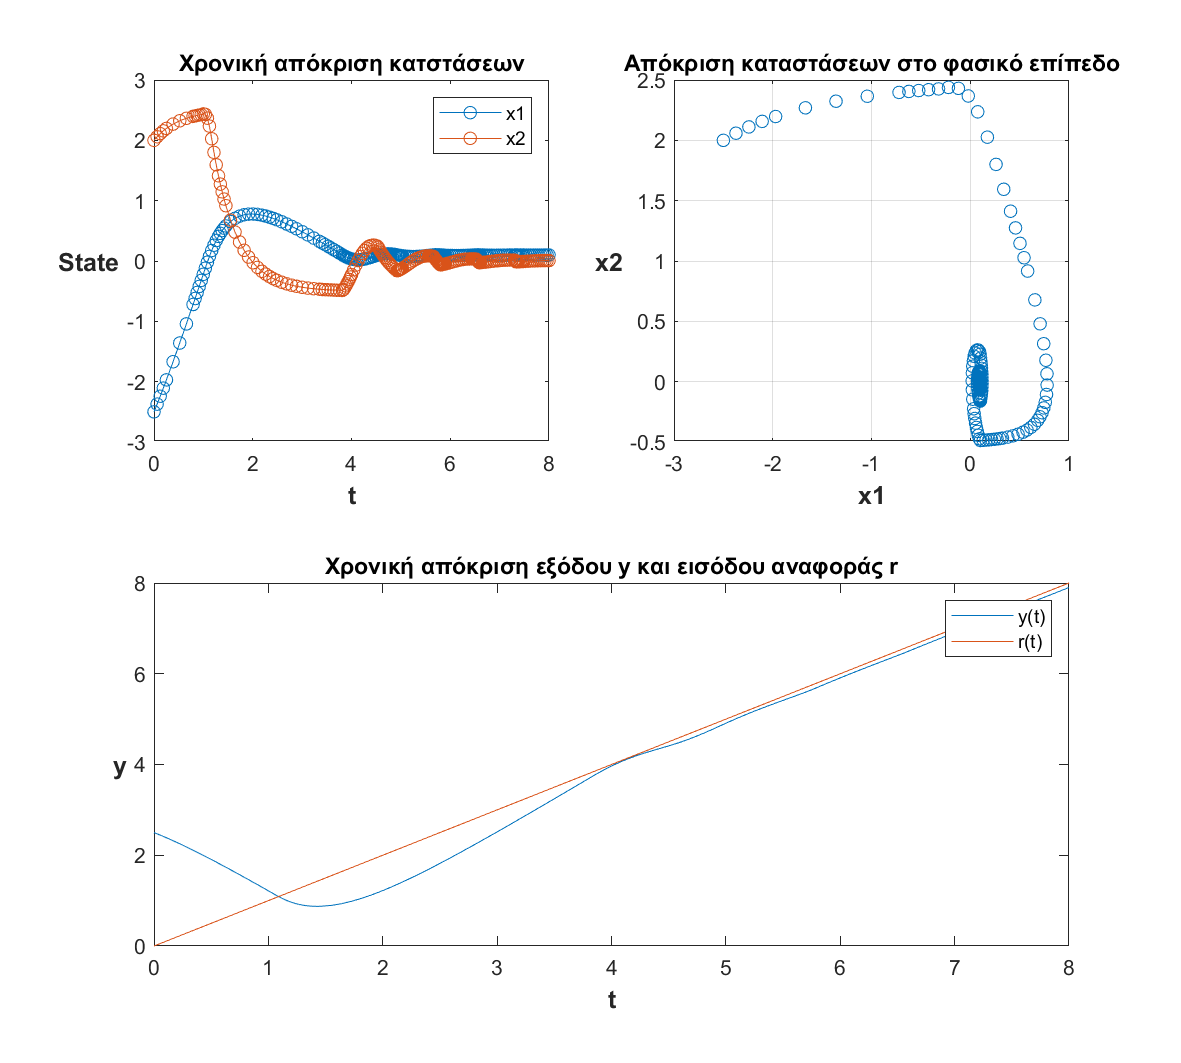 Χρονική απόκριση κατστάσεων
3
2
1
0
-1
-2
-3
State
x1
x2
0 2 4 6 8
t
Απόκριση καταστάσεων στο φασικό επίπεδο
2.5
2
1.5
1
0.5
0
-0.5
x2
-3 -2 -1 0 1
x1
Χρονική απόκριση εξόδου y και εισόδου αναφοράς r
8
6
4
2
0
y
y(t)
r(t)
0 1 2 3 4 5 6 7 8
t